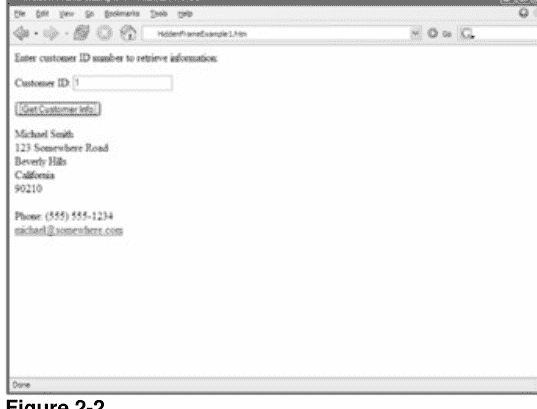 File Edit View Go Bookmarks Tools Help
HiddenFrameExample1.htm
Go
Enter customer ID number to retrieve information:
Customer ID: 1
Get Customer Info
Michael Smith
123 Somewhere Road
Beverly Hills
California
90210
Phone: (555) 555-1234
michael@somewhere.com
Done
Figure 2-2